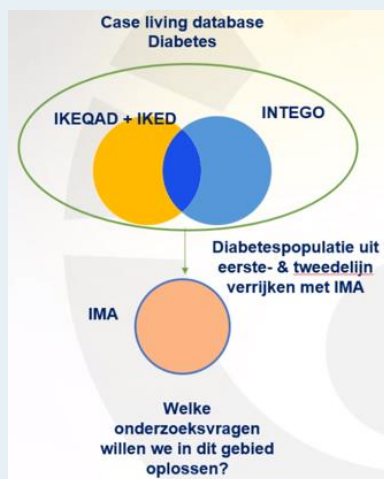 Case living database
Diabetes
IKEQAD + IKED
INTEGO
Diabetespopulatie uit
eerste- & tweedelijn
verrijken met IMA
IMA
Welke
onderzoeksvragen
willen we in dit gebied
oplossen?